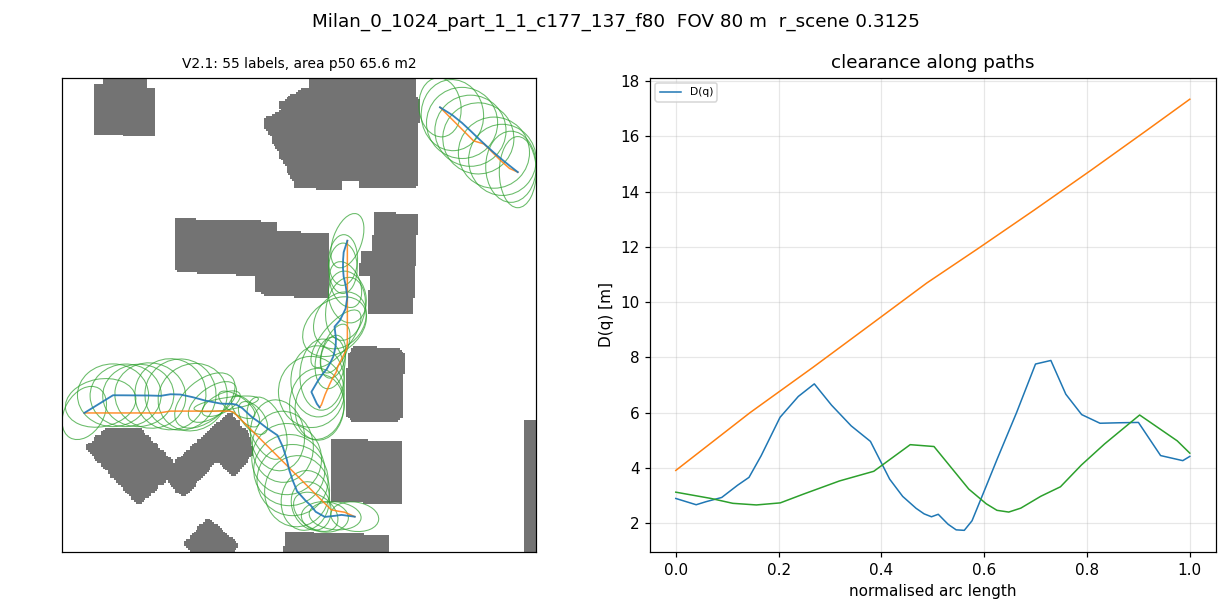 Milan_0_1024_part_1_1_c177_137_f80  FOV 80 m  r_scene 0.3125
V2.1: 55 labels, area p50 65.6 m2
clearance along paths
D(q)
18
16
14
12
10
8
6
4
2
D(q) [m]
0.0 0.2 0.4 0.6 0.8 1.0
normalised arc length